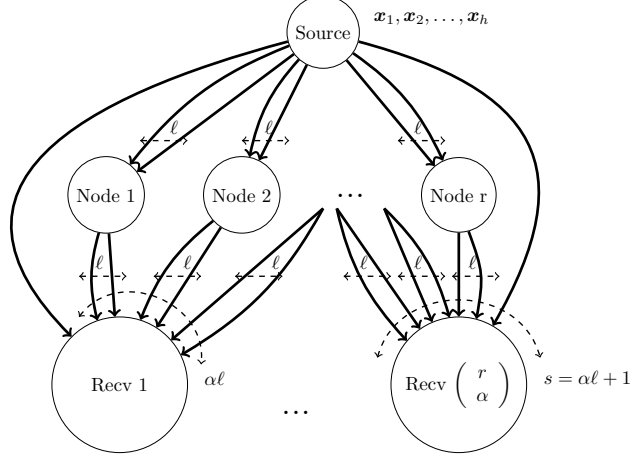 Source
x₁, x₂, ..., xₕ
ℓ
ℓ
ℓ
Node 1
Node 2
...
Node r
ℓ
ℓ
ℓ
ℓ
ℓ
ℓ
Recv 1
αℓ
...
Recv ( r α )
s = αℓ + 1